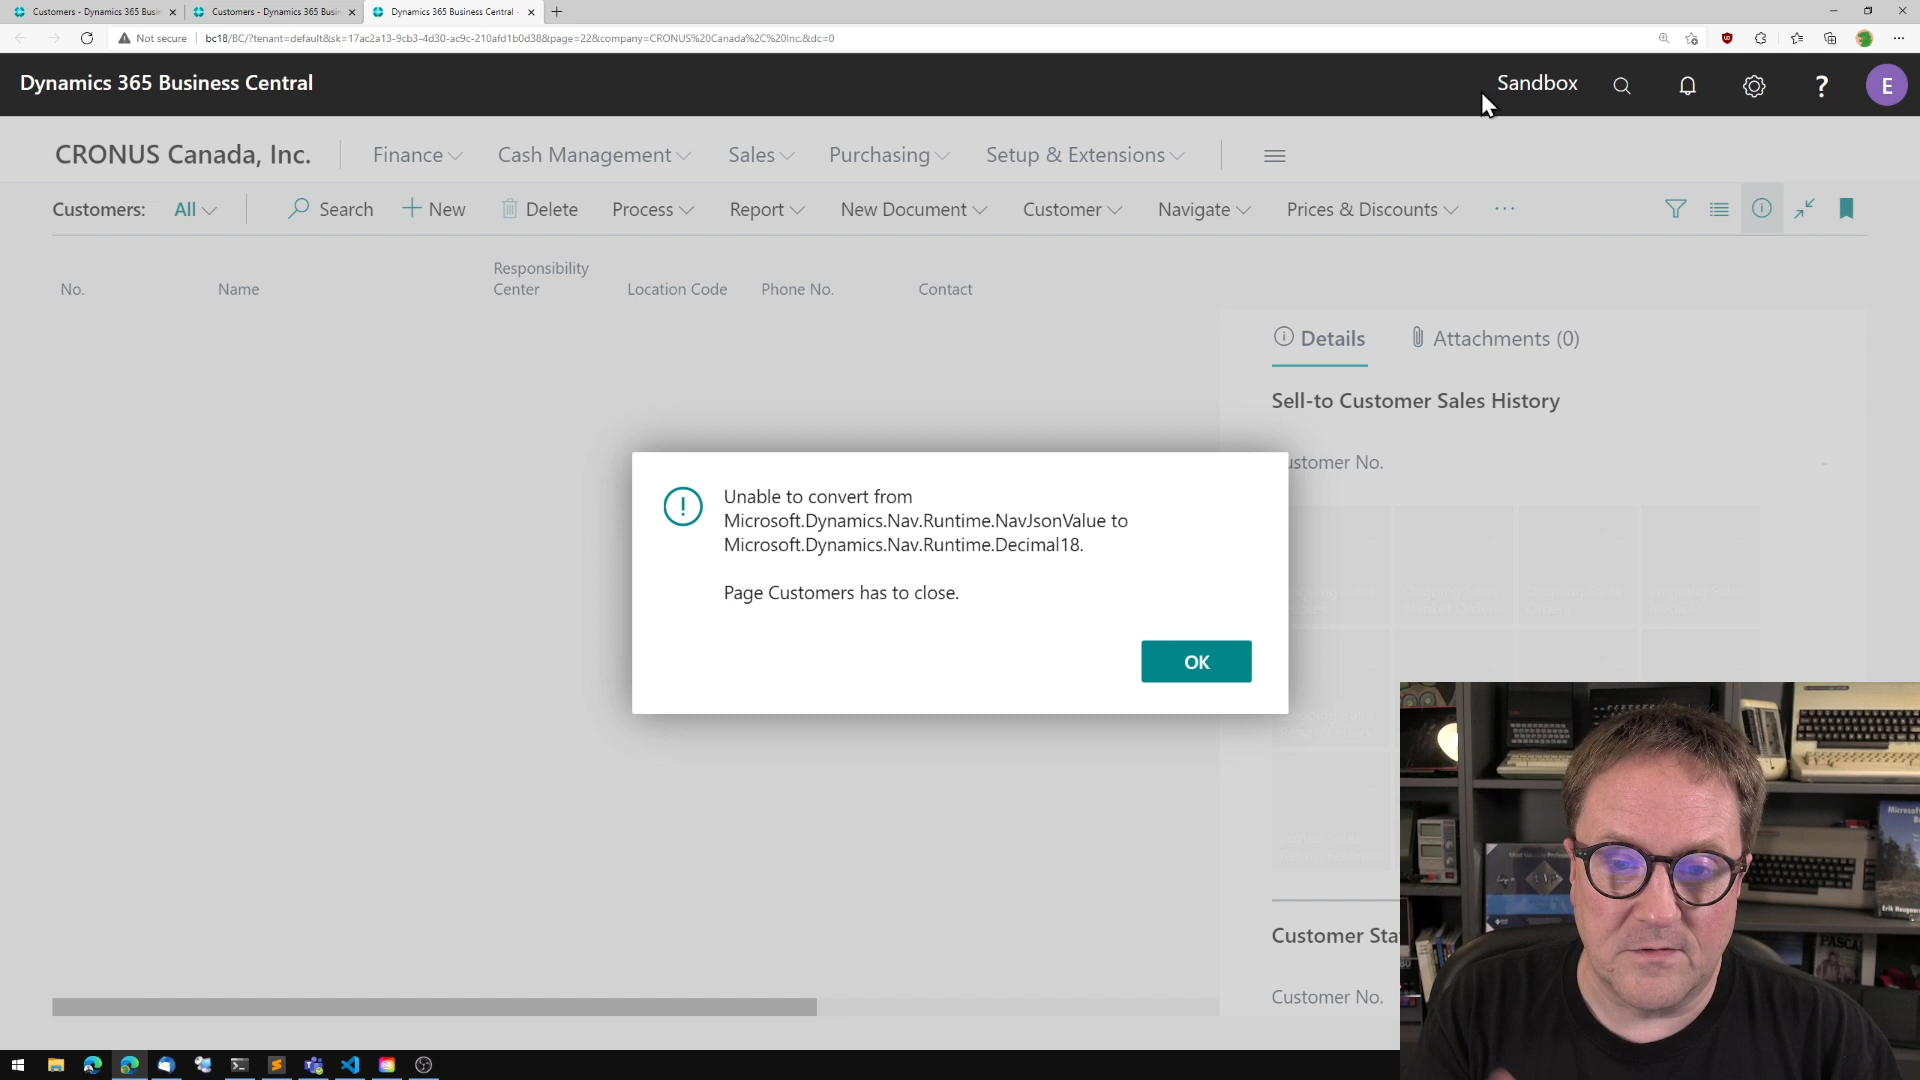 Customers - Dynamics 365 Busin
Customers - Dynamics 365 Busin
Dynamics 365 Business Central -
Not secure
bc18/BC/?tenant=default&sk=17ac2a13-9cb3-4d30-ac9c-210afd1b0d38&page=22&company=CRONUS%20Canada%2C%20Inc.&dc=0
Dynamics 365 Business Central
Sandbox
E
CRONUS Canada, Inc.
Finance
Cash Management
Sales
Purchasing
Setup & Extensions
Customers:
All
Search
New
Delete
Process
Report
New Document
Customer
Navigate
Prices & Discounts
No.
Name
Responsibility
Center
Location Code
Phone No.
Contact
Details
Attachments (0)
Sell-to Customer Sales History
ustomer No.
Unable to convert from
Microsoft.Dynamics.Nav.Runtime.NavJsonValue to
Microsoft.Dynamics.Nav.Runtime.Decimal18.
Page Customers has to close.
OK
Customer Sta
Customer No.
PASCAL